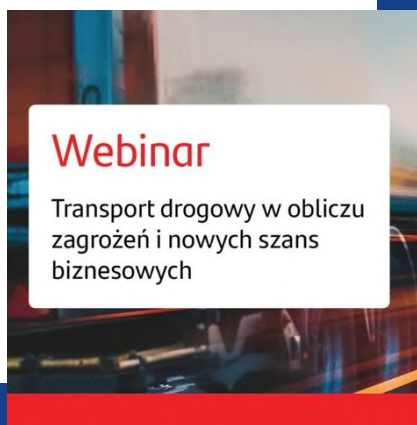 Webinar
Transport drogowy w obliczu
zagrożeń i nowych szans
biznesowych